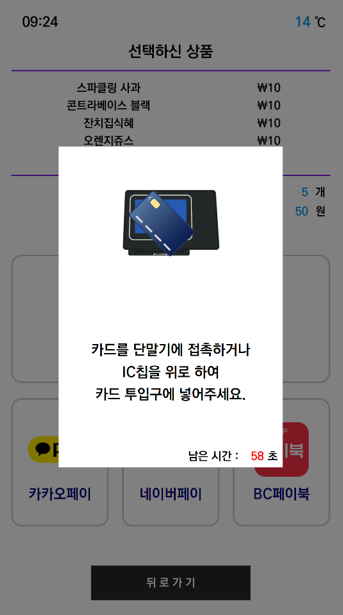 09:24
14 ℃
선택하신 상품
스파클링 사과 ₩10
콘트라베이스 블랙 ₩10
잔치집식혜 ₩10
오렌지쥬스 ₩10
5 개
50 원
카드를 단말기에 접촉하거나
IC칩을 위로 하여
카드 투입구에 넣어주세요.
남은 시간 : 58 초
카카오페이
네이버페이
BC페이북
뒤로가기